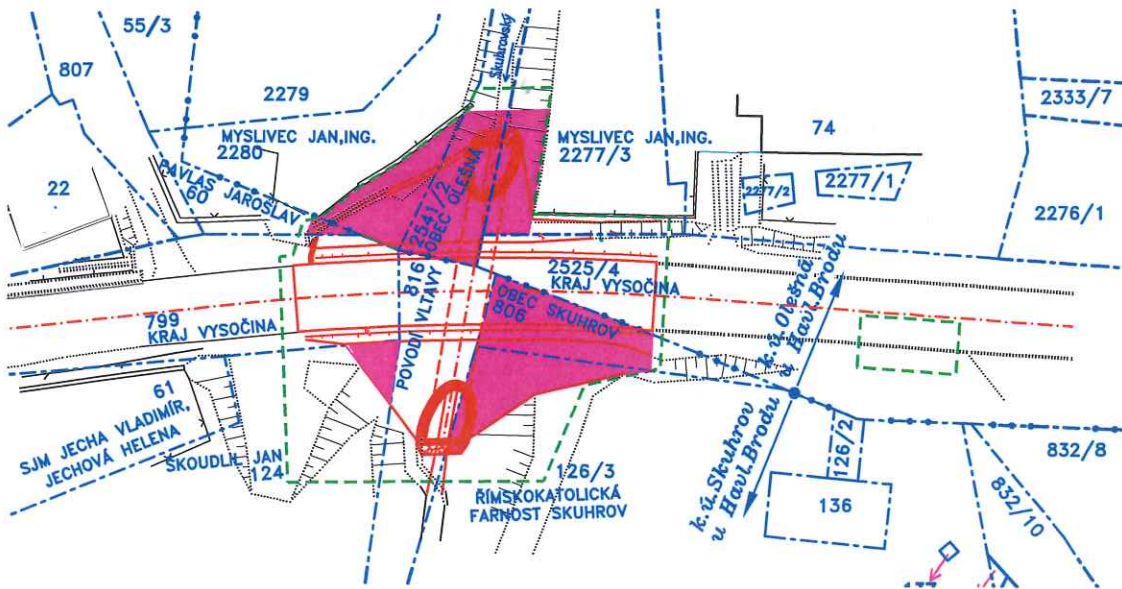 55/3
807
2279
Skuhrovský
2333/7
MYSLIVEC JAN,ING.
2280
MYSLIVEC JAN,ING.
2277/3
74
22
PAVLAS JAROSLAV
60
2541/2
OBEC OLEŠNÁ
2277/2
2277/1
2276/1
816
POVODÍ VLTAVY
2525/4
KRAJ VYSOČINA
OBEC SKUHROV
806
799
KRAJ VYSOČINA
k.ú.Olešná
u Havl.Brodu
61
SJM JECHA VLADIMÍR,
JECHOVÁ HELENA
ŠKOUDLIL JAN
124
126/3
ŘÍMSKOKATOLICKÁ
FARNOST SKUHROV
k.ú.Skuhrov
u Havl.Brodu
126/2
136
832/8
832/10